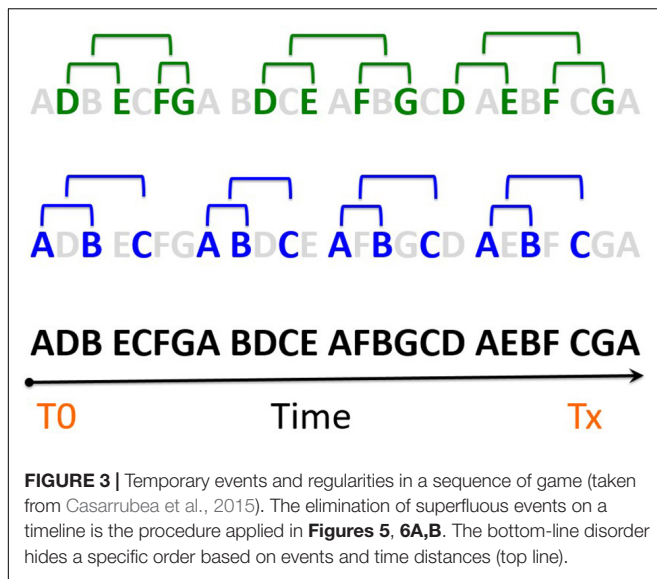 ADB ECFGA BDCE AFBGCD AEBF CGA
ADB ECFGA BDCE AFBGCD AEBF CGA
ADB ECFGA BDCE AFBGCD AEBF CGA
T0 Time Tx
FIGURE 3 | Temporary events and regularities in a sequence of game (taken
from Casarrubea et al., 2015). The elimination of superfluous events on a
timeline is the procedure applied in Figures 5, 6A,B. The bottom-line disorder
hides a specific order based on events and time distances (top line).